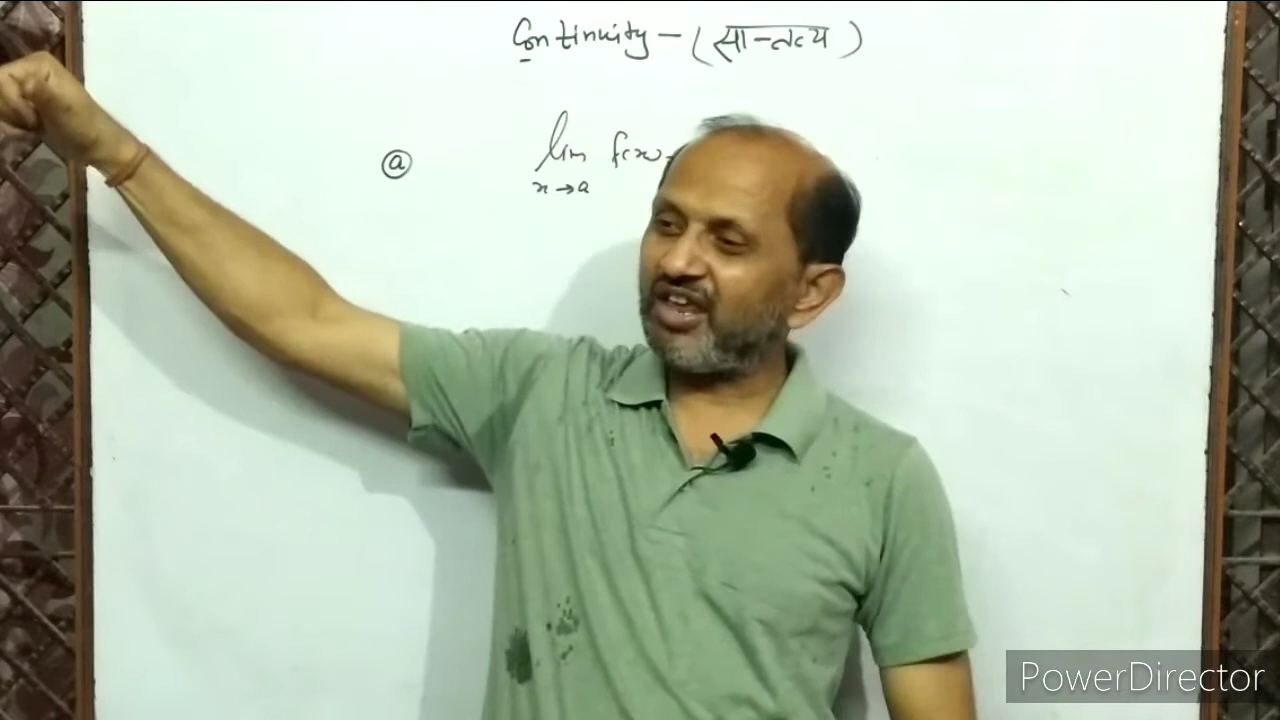 Continuity - (सा-तत्य)
ⓐ lim f(x)
x→a
PowerDirector